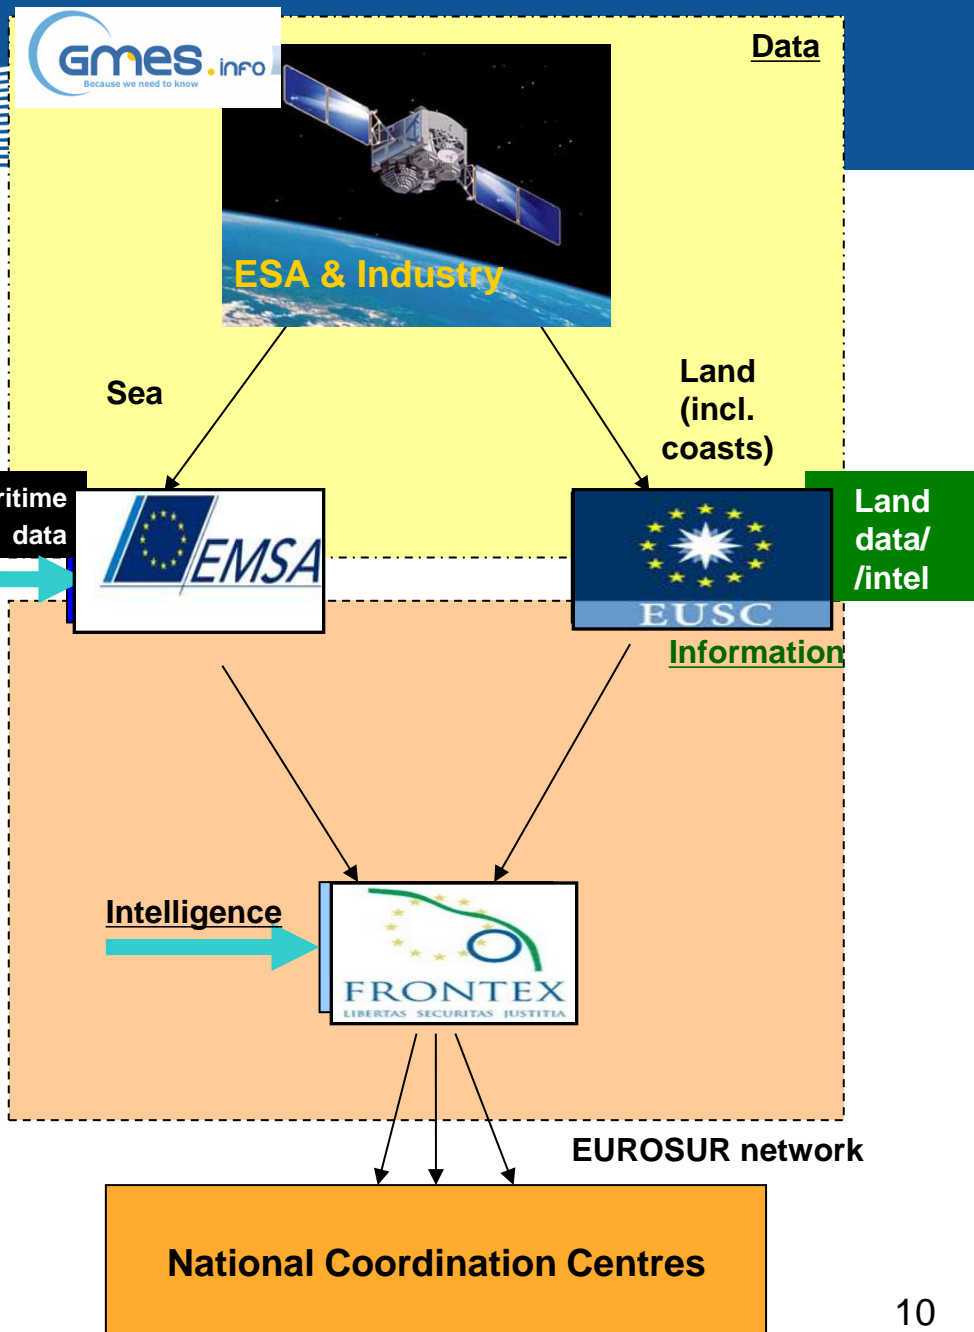 GMES.info
Because we need to know
Data
ESA & Industry
Sea
Land
(incl.
coasts)
ritime
data
EMSA
EUSC
Land
data/
/intel
Information
Intelligence
FRONTEX
LIBERTAS SECURITAS JUSTITIA
EUROSUR network
National Coordination Centres
10